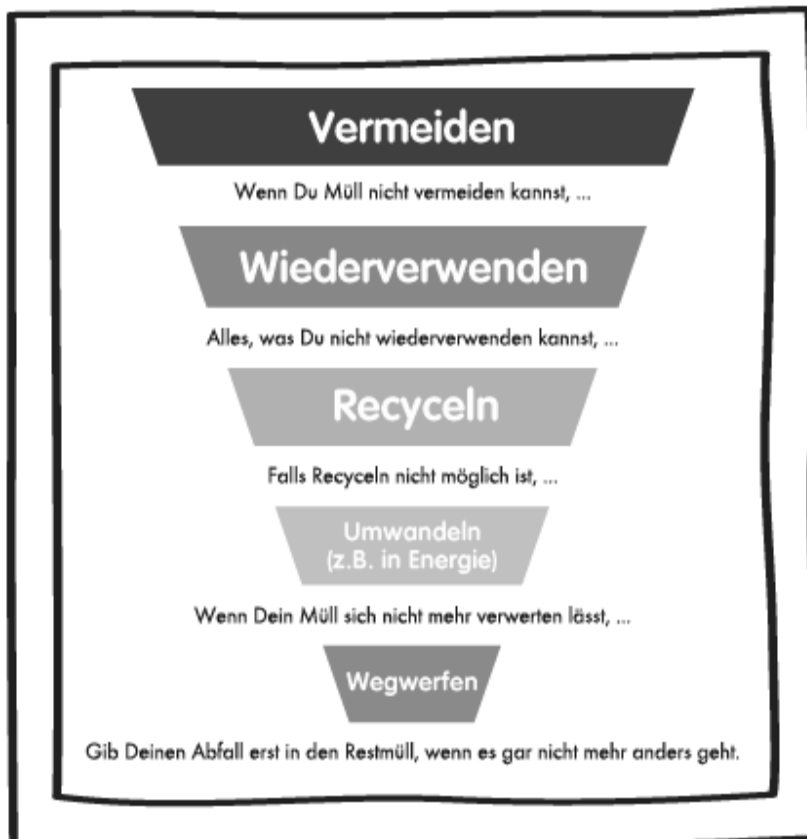 Vermeiden
Wenn Du Müll nicht vermeiden kannst, ...
Wiederverwenden
Alles, was Du nicht wiederverwenden kannst, ...
Recyceln
Falls Recyceln nicht möglich ist, ...
Umwandeln
(z.B. in Energie)
Wenn Dein Müll sich nicht mehr verwerten lässt, ...
Wegwerfen
Gib Deinen Abfall erst in den Restmüll, wenn es gar nicht mehr anders geht.